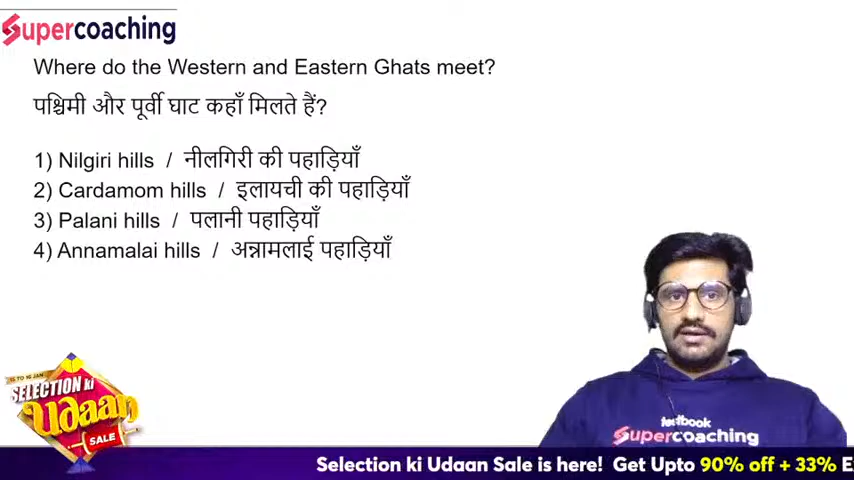 Supercoaching
Where do the Western and Eastern Ghats meet?
पश्चिमी और पूर्वी घाट कहाँ मिलते हैं?
1) Nilgiri hills / नीलगिरी की पहाड़ियाँ
2) Cardamom hills / इलायची की पहाड़ियाँ
3) Palani hills / पलानी पहाड़ियाँ
4) Annamalai hills / अन्नामलाई पहाड़ियाँ
SELECTION ki
Udaan
SALE
testbook
Supercoaching
Selection ki Udaan Sale is here! Get Upto 90% off + 33% E